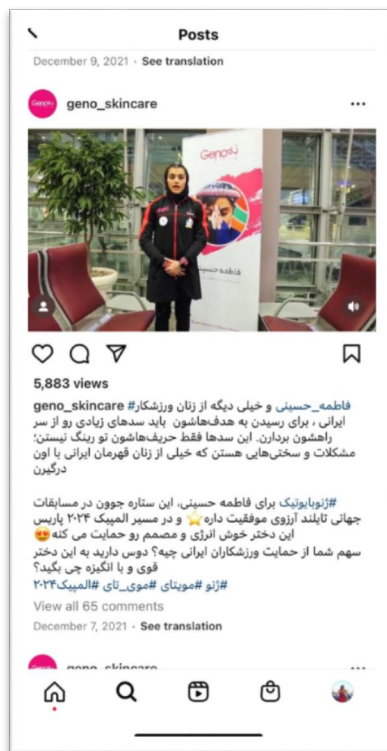 Posts
December 9, 2021 · See translation
Geno ژنو
geno_skincare
Geno ژنو
فاطمه حسینی
5,883 views
geno_skincare #فاطمه_حسینی و خیلی دیگه از زنان ورزشکار
ایرانی ، برای رسیدن به هدف‌هاشون باید سدهای زیادی رو از سر
راهشون بردارن. این سدها فقط حریف‌هاشون تو رینگ نیستن؛
مشکلات و سختی‌هایی هستن که خیلی از زنان قهرمان ایرانی با اون
درگیرن
#ژنوبایوتیک برای فاطمه حسینی، این ستاره جوون در مسابقات
جهانی تایلند آرزوی موفقیت داره⭐ و در مسیر المپیک ۲۰۲۴ پاریس
این دختر خوش انرژی و مصمم رو حمایت می کنه😍
سهم شما از حمایت ورزشکاران ایرانی چیه؟ دوس دارید به این دختر
قوی و با انگیزه چی بگید؟
#ژنو #مویتای #موی_تای #المپیک۲۰۲۴
View all 65 comments
December 7, 2021 · See translation
geno_skincare